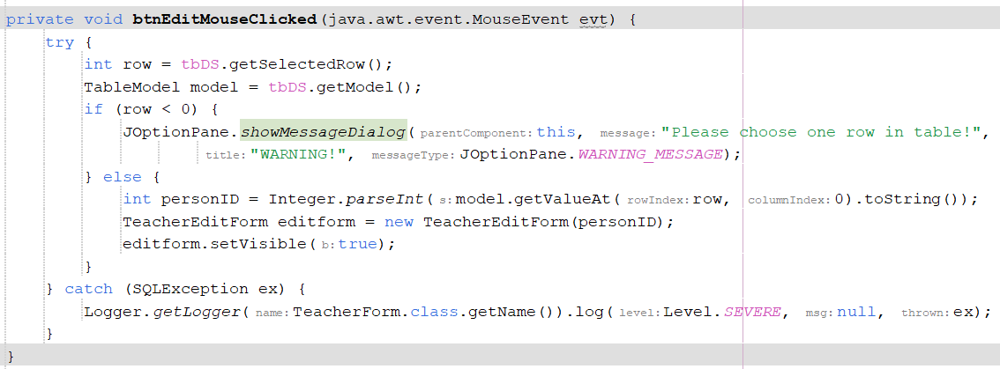 private void btnEditMouseClicked(java.awt.event.MouseEvent evt) {
try {
int row = tbDS.getSelectedRow();
TableModel model = tbDS.getModel();
if (row < 0) {
JOptionPane.showMessageDialog( parentComponent: this, message: "Please choose one row in table!",
title: "WARNING!", messageType: JOptionPane.WARNING_MESSAGE);
} else {
int personID = Integer.parseInt( s: model.getValueAt( rowIndex: row, columnIndex: 0).toString());
TeacherEditForm editform = new TeacherEditForm(personID);
editform.setVisible( b: true);
}
} catch (SQLException ex) {
Logger.getLogger( name: TeacherForm.class.getName()).log( level: Level.SEVERE, msg: null, thrown: ex);
}
}